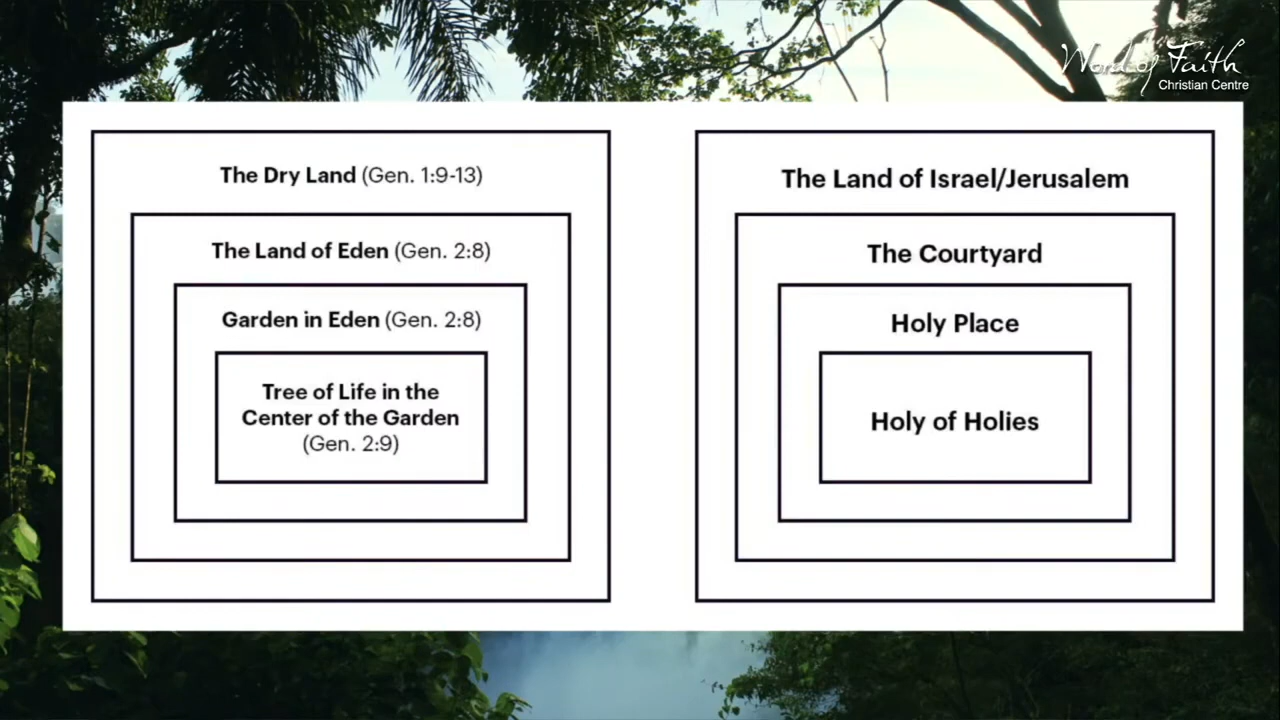 Word of Faith
Christian Centre
The Dry Land (Gen. 1:9-13)
The Land of Eden (Gen. 2:8)
Garden in Eden (Gen. 2:8)
Tree of Life in the
Center of the Garden
(Gen. 2:9)
The Land of Israel/Jerusalem
The Courtyard
Holy Place
Holy of Holies